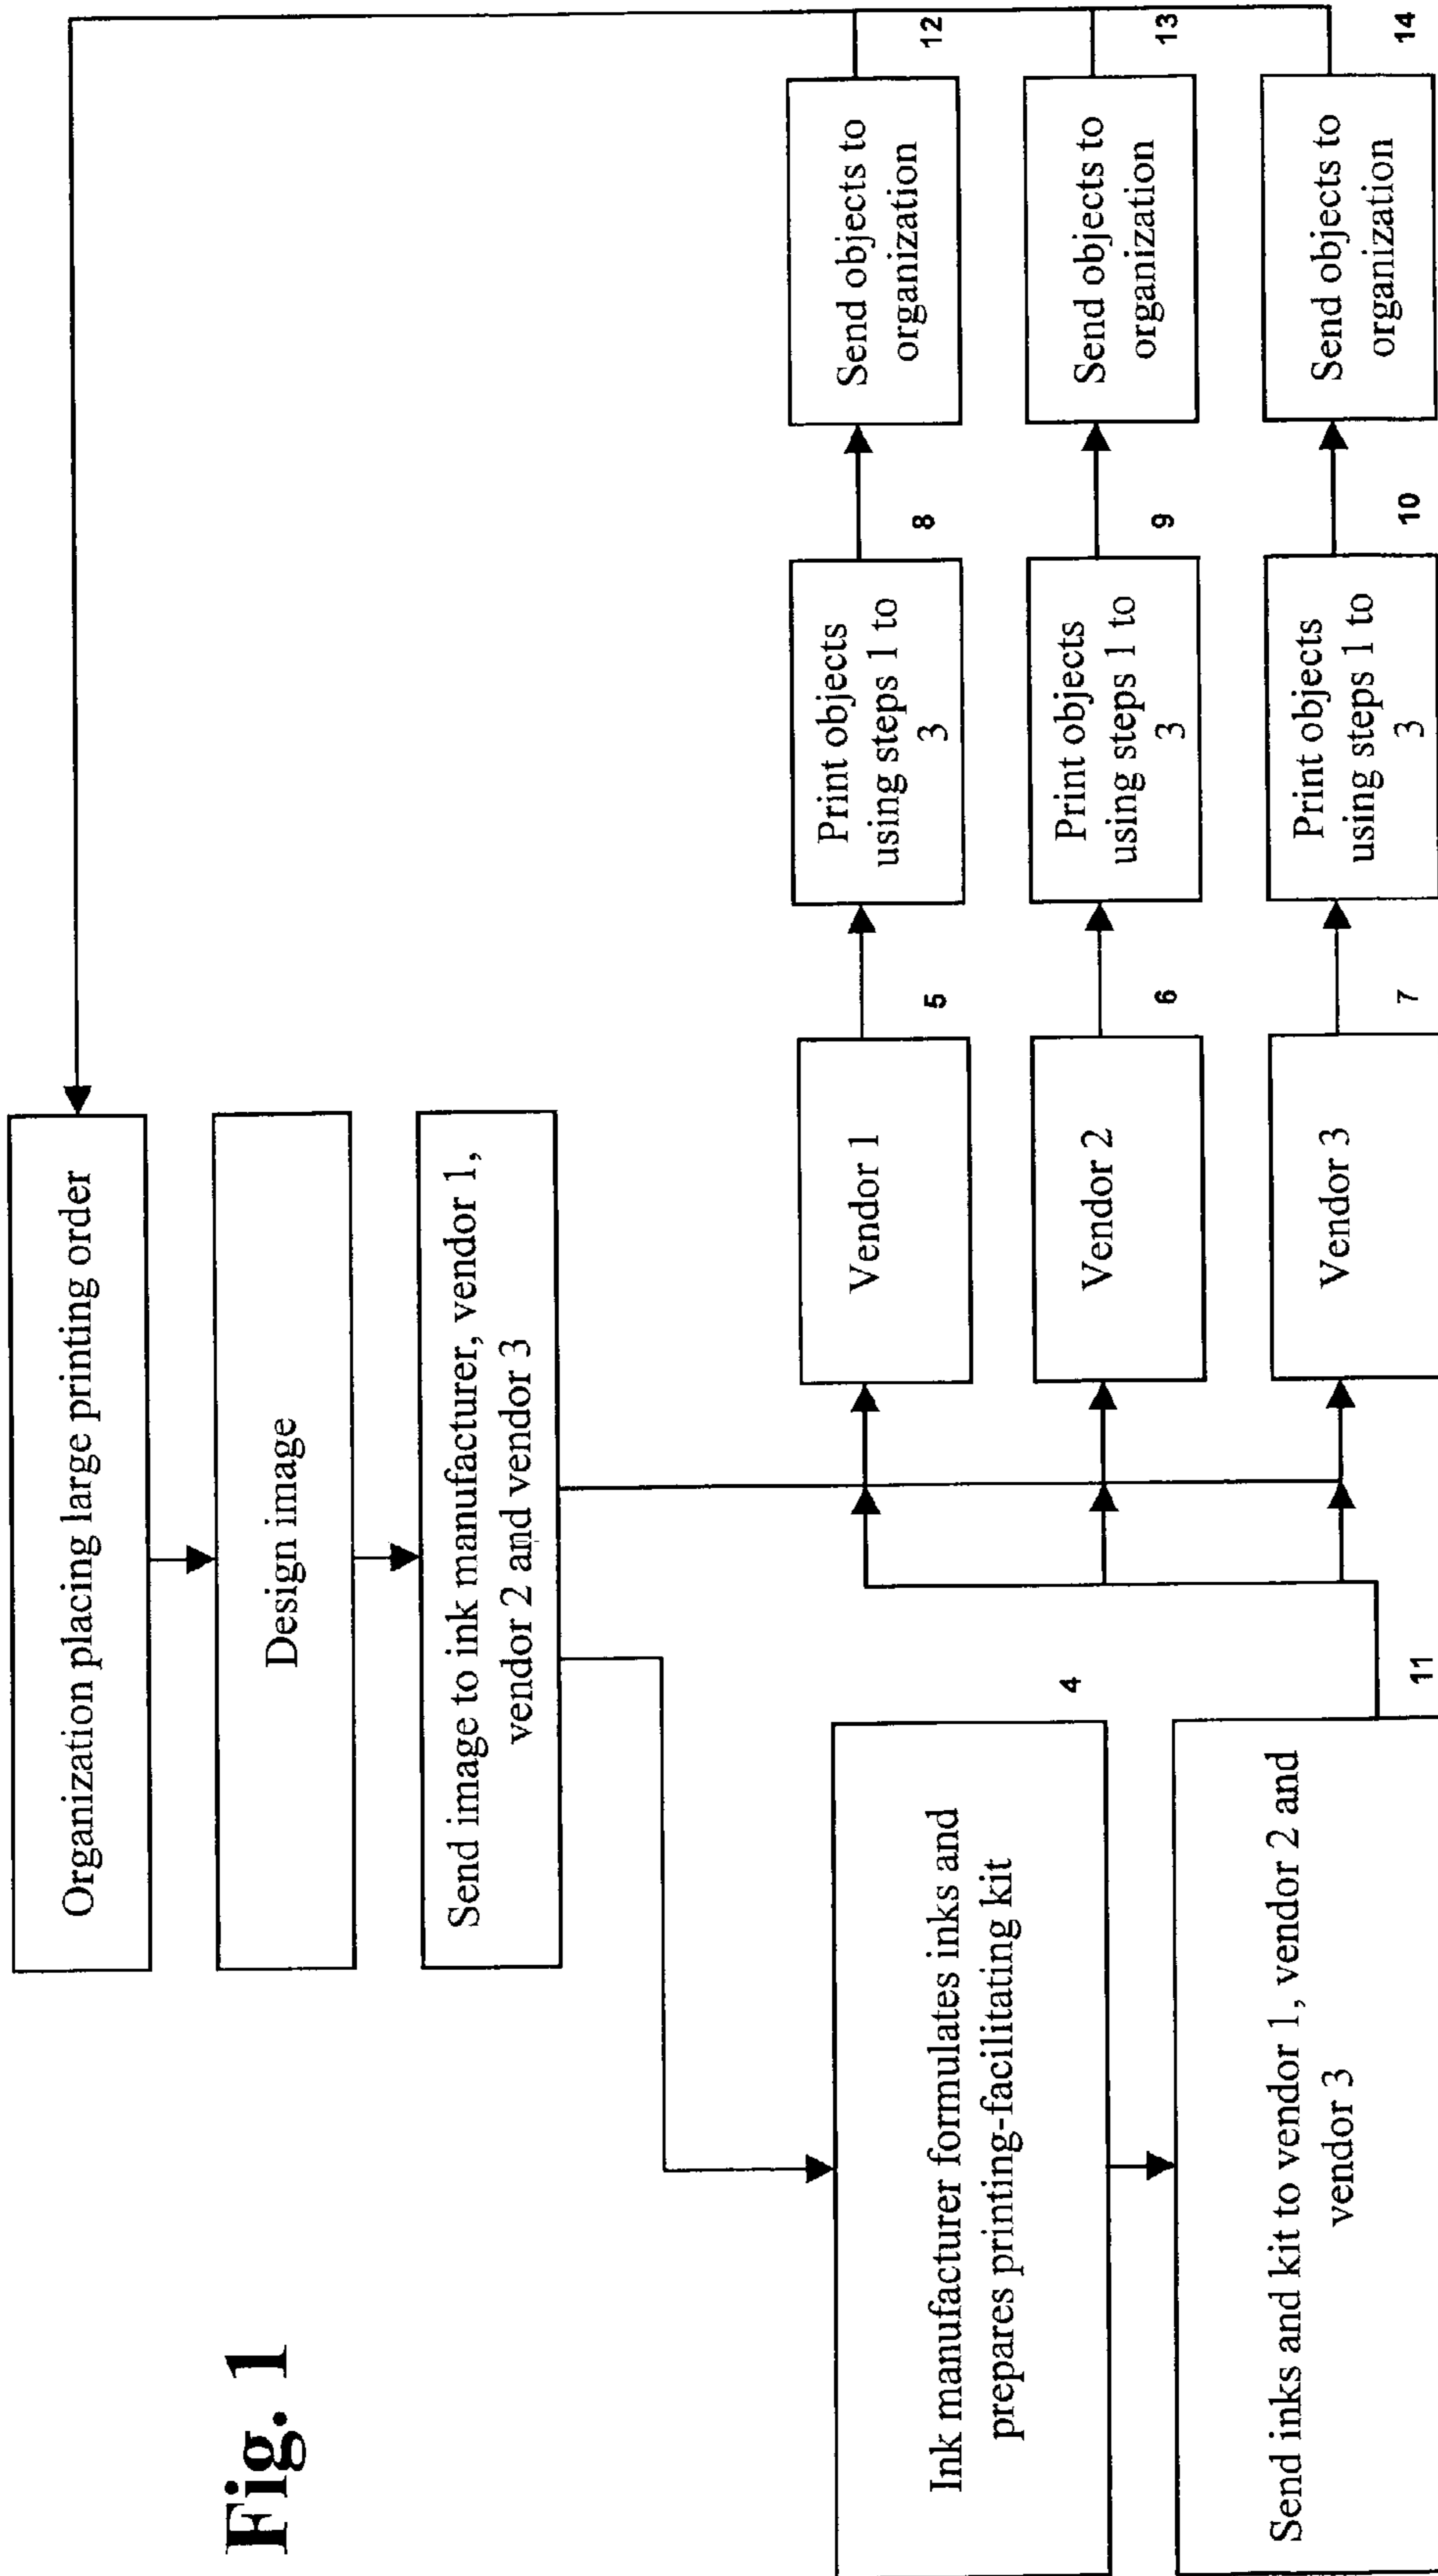 Fig. 1
Organization placing large printing order
Design image
Send image to ink manufacturer, vendor 1,
vendor 2 and vendor 3
Ink manufacturer formulates inks and
prepares printing-facilitating kit
4
Send inks and kit to vendor 1, vendor 2 and
vendor 3
11
Vendor 1
5
Print objects
using steps 1 to
3
8
Send objects to
organization
12
Vendor 2
6
Print objects
using steps 1 to
3
9
Send objects to
organization
13
Vendor 3
7
Print objects
using steps 1 to
3
10
Send objects to
organization
14